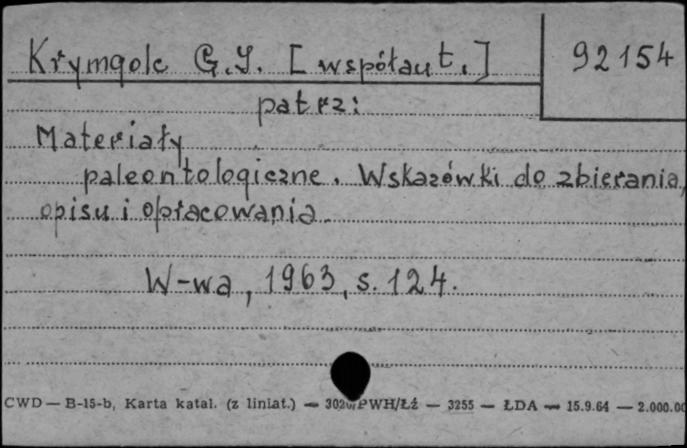 Krymgolc G.J. [współaut.]
92154
patrz:
Materiały
paleontologiczne. Wskazówki do zbierania,
opisu i opracowania
W-wa, 1963, s. 124.
CWD — B-15-b, Karta katal. (z liniat.) — PWH/Łź — 3255 — ŁDA — 15.9.64 — 2.000.00